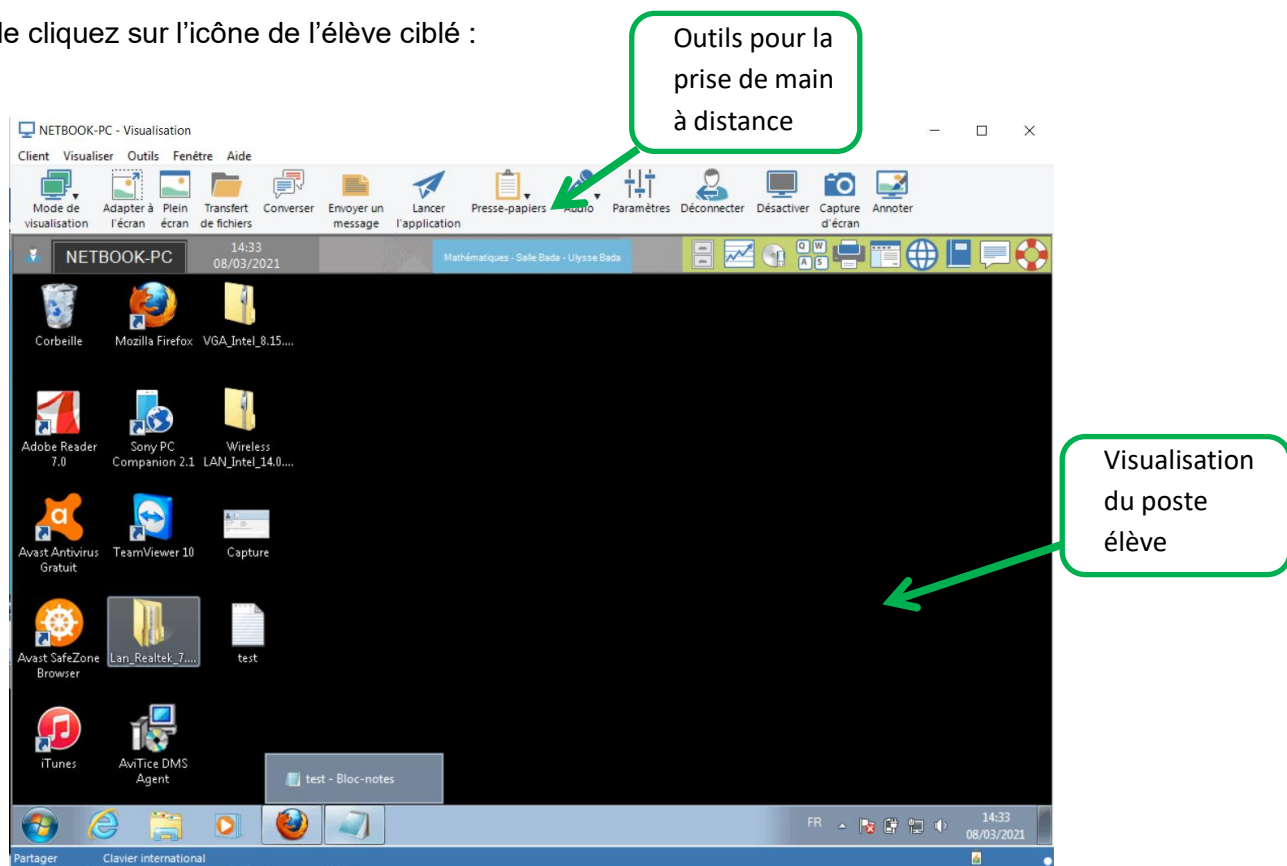 le cliquez sur l'icône de l'élève ciblé :
Outils pour la
prise de main
à distance
NETBOOK-PC - Visualisation
Client Visualiser Outils Fenêtre Aide
Mode de visualisation
Adapter à l'écran
Plein écran
Transfert de fichiers
Converser
Envoyer un message
Lancer l'application
Presse-papiers
Audio
Paramètres
Déconnecter
Désactiver
Capture d'écran
Annoter
NETBOOK-PC
14:33
08/03/2021
Mathématiques - Salle Bada - Ulysse Bada
Q W
A S
Corbeille
Mozilla Firefox
VGA_Intel_8.15....
Adobe Reader
7.0
Sony PC
Companion 2.1
Wireless
LAN_Intel_14.0....
Visualisation
du poste
élève
Avast Antivirus
Gratuit
TeamViewer 10
Capture
Avast SafeZone
Browser
Lan_Realtek_7....
test
iTunes
AviTice DMS
Agent
test - Bloc-notes
FR
14:33
08/03/2021
Partager Clavier international